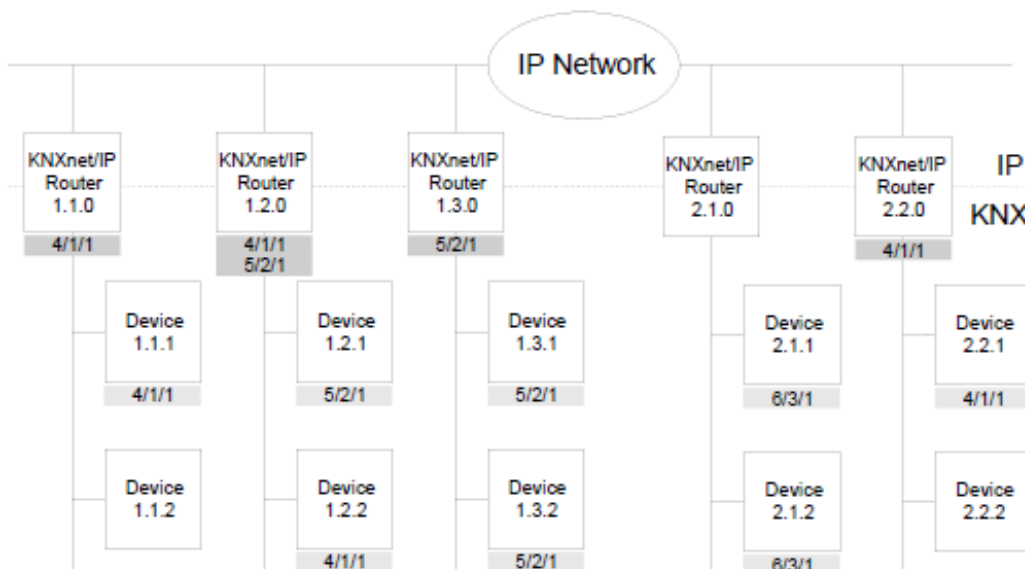 IP Network
KNXnet/IP
Router
1.1.0
4/1/1
KNXnet/IP
Router
1.2.0
4/1/1
5/2/1
KNXnet/IP
Router
1.3.0
5/2/1
KNXnet/IP
Router
2.1.0
KNXnet/IP
Router
2.2.0
4/1/1
IP
KNX
Device
1.1.1
4/1/1
Device
1.2.1
5/2/1
Device
1.3.1
5/2/1
Device
2.1.1
6/3/1
Device
2.2.1
4/1/1
Device
1.1.2
Device
1.2.2
4/1/1
Device
1.3.2
5/2/1
Device
2.1.2
6/3/1
Device
2.2.2